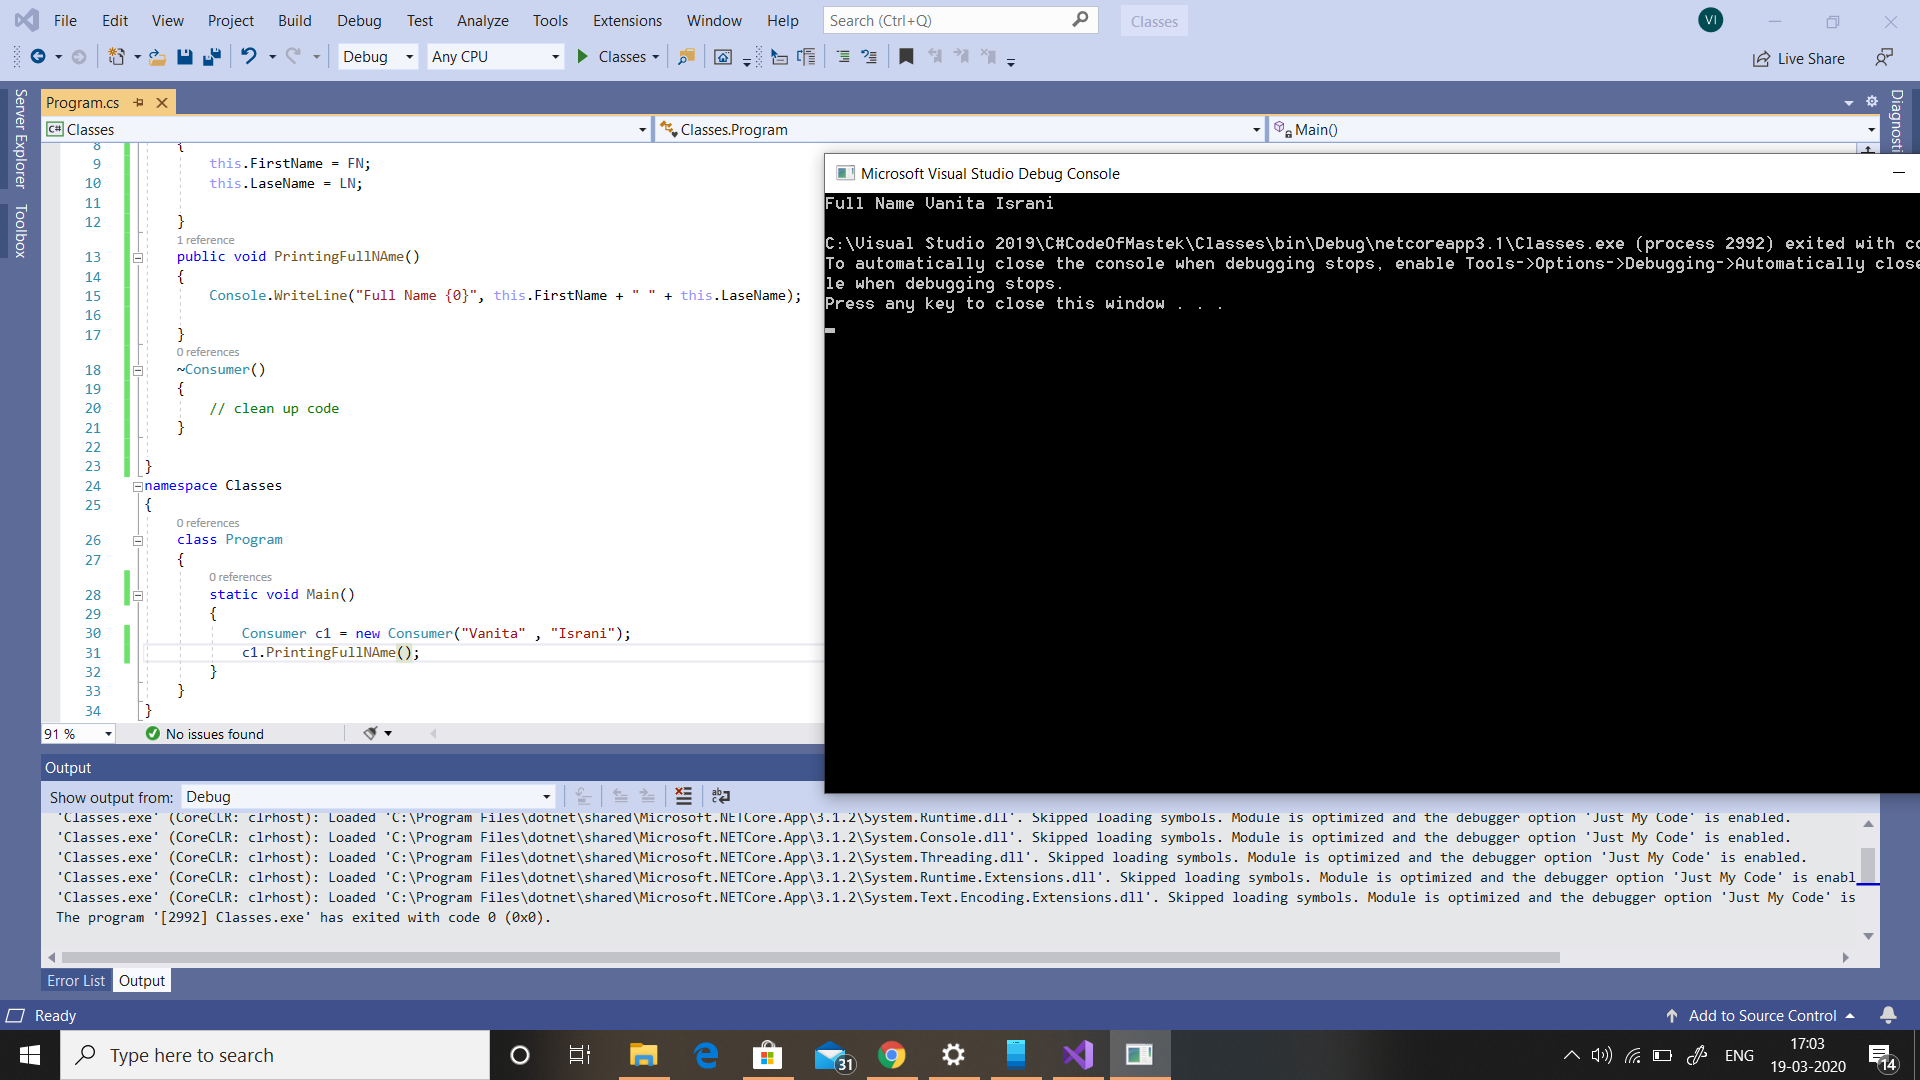 File Edit View Project Build Debug Test Analyze Tools Extensions Window Help Search (Ctrl+Q) Classes VI
Debug Any CPU Classes Live Share
Server Explorer
Toolbox
Program.cs
C# Classes Classes.Program Main()
8 {
9 this.FirstName = FN;
10 this.LaseName = LN;
11
12 }
1 reference
13 public void PrintingFullNAme()
14 {
15 Console.WriteLine("Full Name {0}", this.FirstName + " " + this.LaseName);
16
17 }
0 references
18 ~Consumer()
19 {
20 // clean up code
21 }
22
23 }
24 namespace Classes
25 {
0 references
26 class Program
27 {
0 references
28 static void Main()
29 {
30 Consumer c1 = new Consumer("Vanita" , "Israni");
31 c1.PrintingFullNAme();
32 }
33 }
34 }
91 % No issues found
Microsoft Visual Studio Debug Console
Full Name Vanita Israni
C:\Visual Studio 2019\C#CodeOfMastek\Classes\bin\Debug\netcoreapp3.1\Classes.exe (process 2992) exited with co
To automatically close the console when debugging stops, enable Tools->Options->Debugging->Automatically close
le when debugging stops.
Press any key to close this window . . .
Diagnosti
Output
Show output from: Debug
'Classes.exe' (CoreCLR: clrhost): Loaded 'C:\Program Files\dotnet\shared\Microsoft.NETCore.App\3.1.2\System.Runtime.dll'. Skipped loading symbols. Module is optimized and the debugger option 'Just My Code' is enabled.
'Classes.exe' (CoreCLR: clrhost): Loaded 'C:\Program Files\dotnet\shared\Microsoft.NETCore.App\3.1.2\System.Console.dll'. Skipped loading symbols. Module is optimized and the debugger option 'Just My Code' is enabled.
'Classes.exe' (CoreCLR: clrhost): Loaded 'C:\Program Files\dotnet\shared\Microsoft.NETCore.App\3.1.2\System.Threading.dll'. Skipped loading symbols. Module is optimized and the debugger option 'Just My Code' is enabled.
'Classes.exe' (CoreCLR: clrhost): Loaded 'C:\Program Files\dotnet\shared\Microsoft.NETCore.App\3.1.2\System.Runtime.Extensions.dll'. Skipped loading symbols. Module is optimized and the debugger option 'Just My Code' is enabl
'Classes.exe' (CoreCLR: clrhost): Loaded 'C:\Program Files\dotnet\shared\Microsoft.NETCore.App\3.1.2\System.Text.Encoding.Extensions.dll'. Skipped loading symbols. Module is optimized and the debugger option 'Just My Code' is
The program '[2992] Classes.exe' has exited with code 0 (0x0).
Error List Output
Ready Add to Source Control
Type here to search 31 ENG 17:03
19-03-2020 14